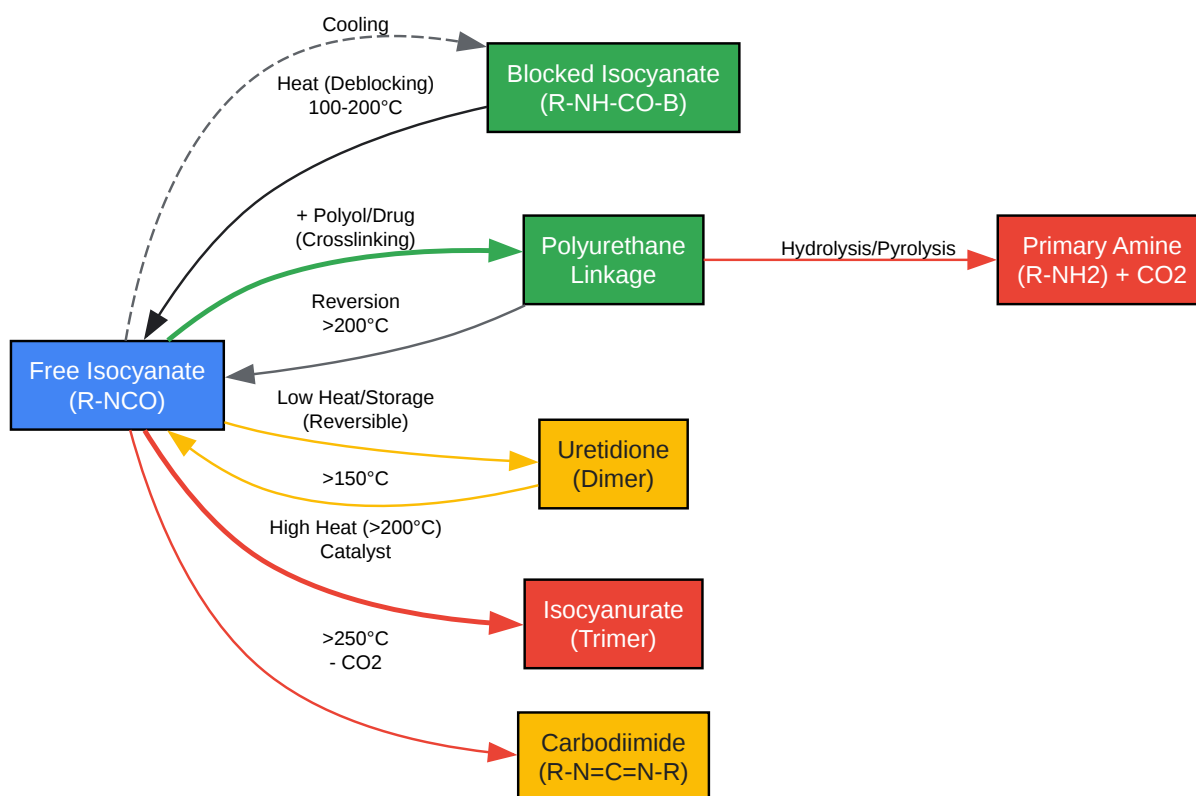 Cooling
Blocked Isocyanate
(R-NH-CO-B)
Heat (Deblocking)
100-200°C
+ Polyol/Drug
(Crosslinking)
Polyurethane
Linkage
Hydrolysis/Pyrolysis
Primary Amine
(R-NH2) + CO2
Reversion
>200°C
Free Isocyanate
(R-NCO)
Low Heat/Storage
(Reversible)
Uretidione
(Dimer)
>150°C
High Heat (>200°C)
Catalyst
Isocyanurate
(Trimer)
>250°C
- CO2
Carbodiimide
(R-N=C=N-R)